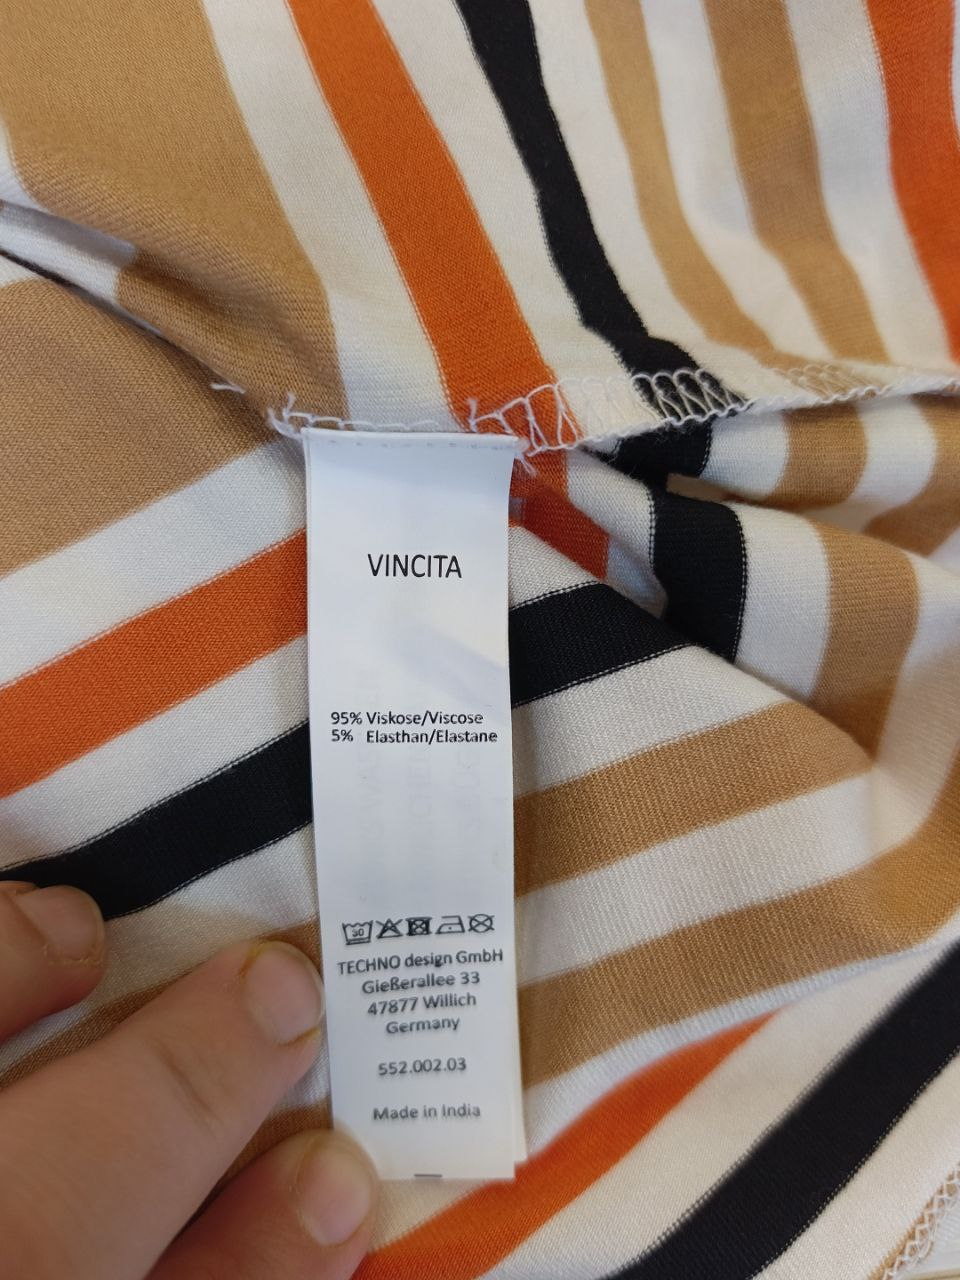 VINCITA
95% Viskose/Viscose
5% Elasthan/Elastane
30
TECHNO design GmbH
Gießerallee 33
47877 Willich
Germany
552.002.03
Made in India